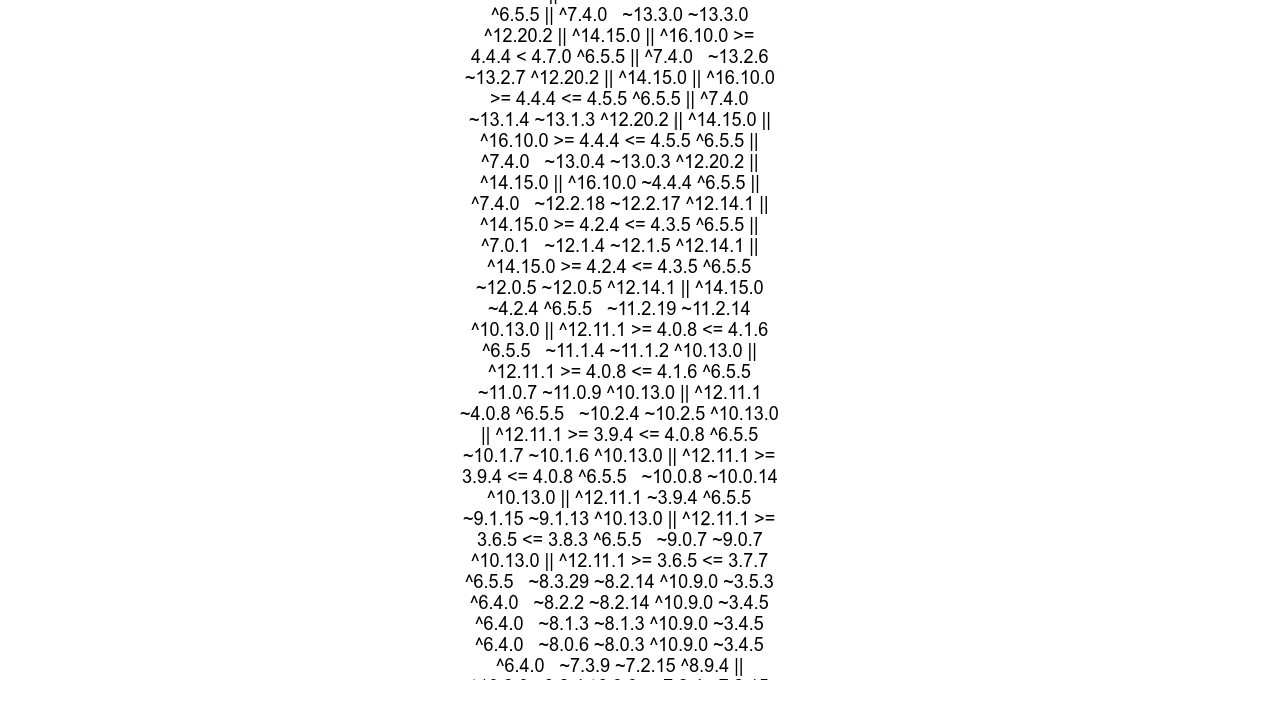 ^6.5.5 || ^7.4.0   ~13.3.0 ~13.3.0
^12.20.2 || ^14.15.0 || ^16.10.0 >=
4.4.4 < 4.7.0 ^6.5.5 || ^7.4.0   ~13.2.6
~13.2.7 ^12.20.2 || ^14.15.0 || ^16.10.0
>= 4.4.4 <= 4.5.5 ^6.5.5 || ^7.4.0
~13.1.4 ~13.1.3 ^12.20.2 || ^14.15.0 ||
^16.10.0 >= 4.4.4 <= 4.5.5 ^6.5.5 ||
^7.4.0   ~13.0.4 ~13.0.3 ^12.20.2 ||
^14.15.0 || ^16.10.0 ~4.4.4 ^6.5.5 ||
^7.4.0   ~12.2.18 ~12.2.17 ^12.14.1 ||
^14.15.0 >= 4.2.4 <= 4.3.5 ^6.5.5 ||
^7.0.1   ~12.1.4 ~12.1.5 ^12.14.1 ||
^14.15.0 >= 4.2.4 <= 4.3.5 ^6.5.5
~12.0.5 ~12.0.5 ^12.14.1 || ^14.15.0
~4.2.4 ^6.5.5   ~11.2.19 ~11.2.14
^10.13.0 || ^12.11.1 >= 4.0.8 <= 4.1.6
^6.5.5   ~11.1.4 ~11.1.2 ^10.13.0 ||
^12.11.1 >= 4.0.8 <= 4.1.6 ^6.5.5
~11.0.7 ~11.0.9 ^10.13.0 || ^12.11.1
~4.0.8 ^6.5.5   ~10.2.4 ~10.2.5 ^10.13.0
|| ^12.11.1 >= 3.9.4 <= 4.0.8 ^6.5.5
~10.1.7 ~10.1.6 ^10.13.0 || ^12.11.1 >=
3.9.4 <= 4.0.8 ^6.5.5   ~10.0.8 ~10.0.14
^10.13.0 || ^12.11.1 ~3.9.4 ^6.5.5
~9.1.15 ~9.1.13 ^10.13.0 || ^12.11.1 >=
3.6.5 <= 3.8.3 ^6.5.5   ~9.0.7 ~9.0.7
^10.13.0 || ^12.11.1 >= 3.6.5 <= 3.7.7
^6.5.5   ~8.3.29 ~8.2.14 ^10.9.0 ~3.5.3
^6.4.0   ~8.2.2 ~8.2.14 ^10.9.0 ~3.4.5
^6.4.0   ~8.1.3 ~8.1.3 ^10.9.0 ~3.4.5
^6.4.0   ~8.0.6 ~8.0.3 ^10.9.0 ~3.4.5
^6.4.0   ~7.3.9 ~7.2.15 ^8.9.4 ||